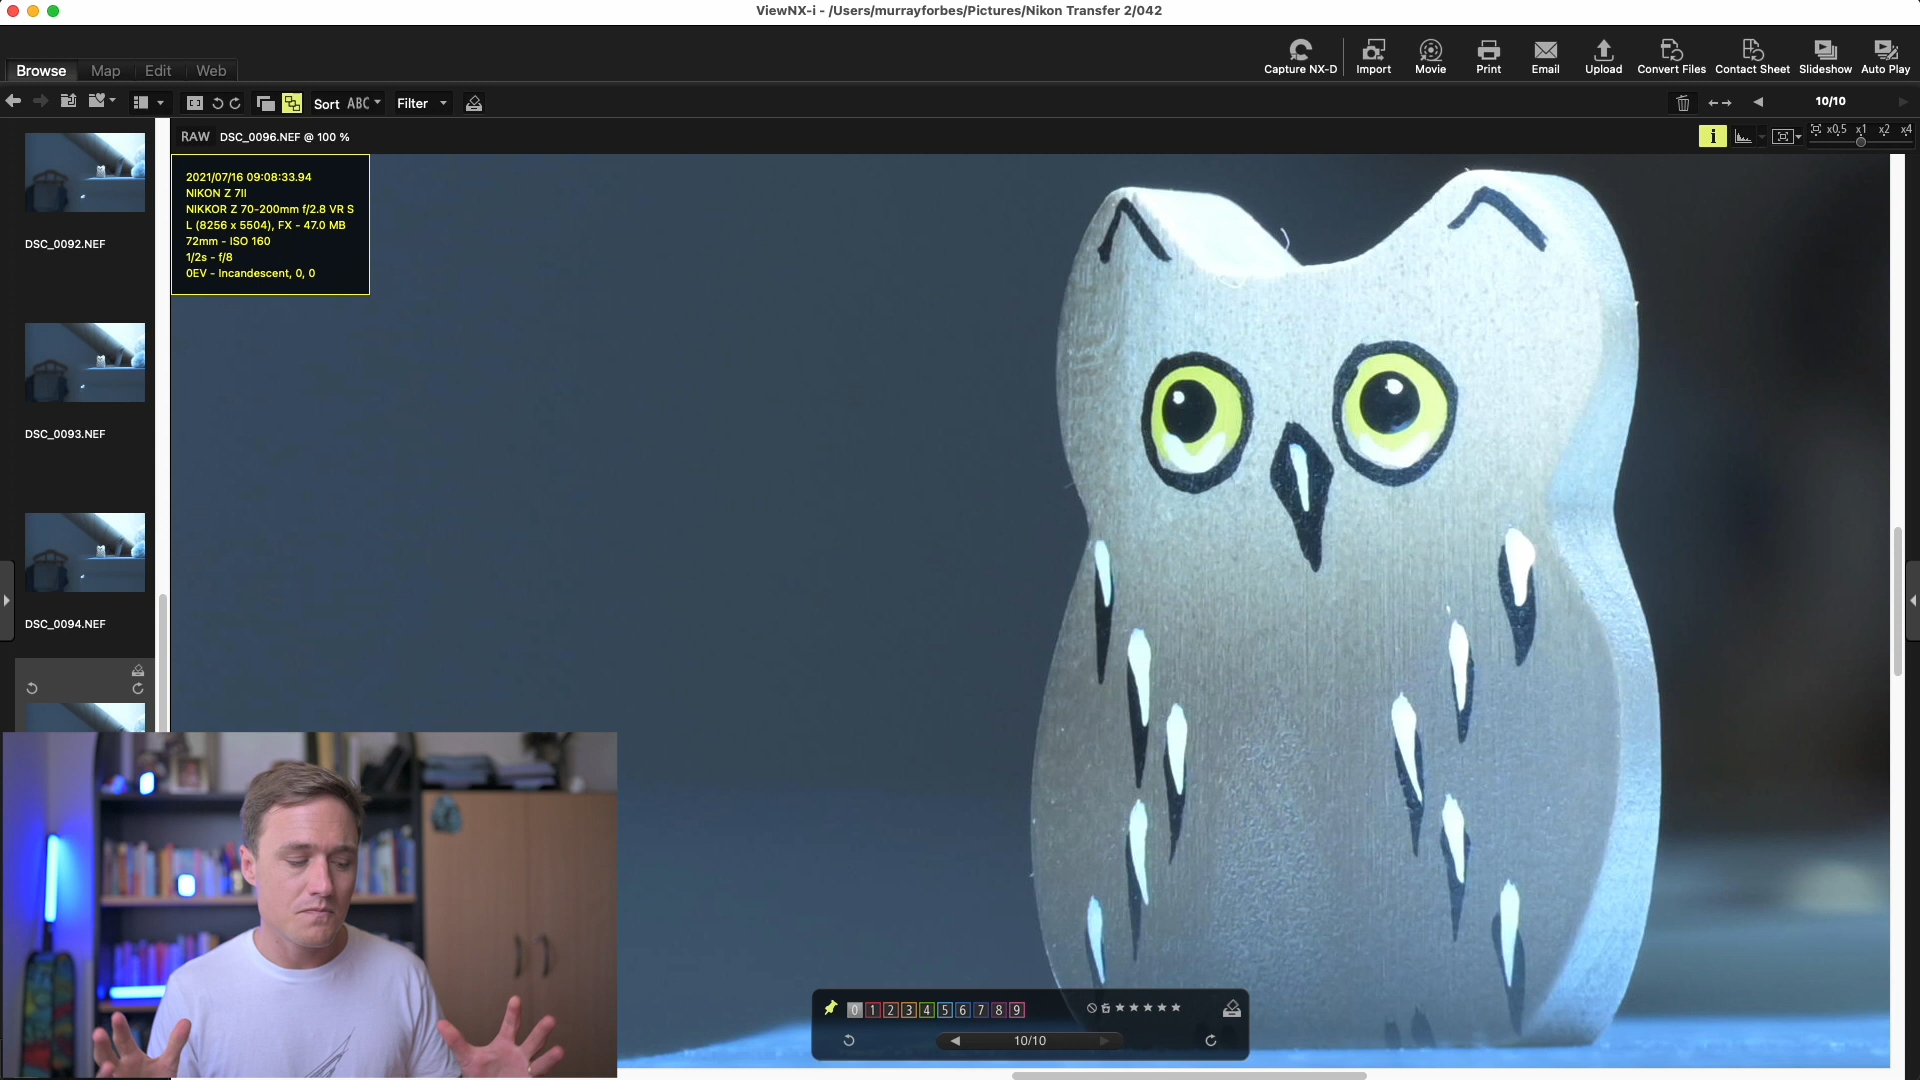 ViewNX-i - /Users/murrayforbes/Pictures/Nikon Transfer 2/042
Browse Map Edit Web
Capture NX-D Import Movie Print Email Upload Convert Files Contact Sheet Slideshow Auto Play
Sort ABC Filter
10/10
RAW DSC_0096.NEF @ 100 %
i
x0,5 x1 x2 x4
2021/07/16 09:08:33.94
NIKON Z 7II
NIKKOR Z 70-200mm f/2.8 VR S
L (8256 x 5504), FX - 47.0 MB
72mm - ISO 160
1/2s - f/8
0EV - Incandescent, 0, 0
DSC_0092.NEF
DSC_0093.NEF
DSC_0094.NEF
0 1 2 3 4 5 6 7 8 9
10/10